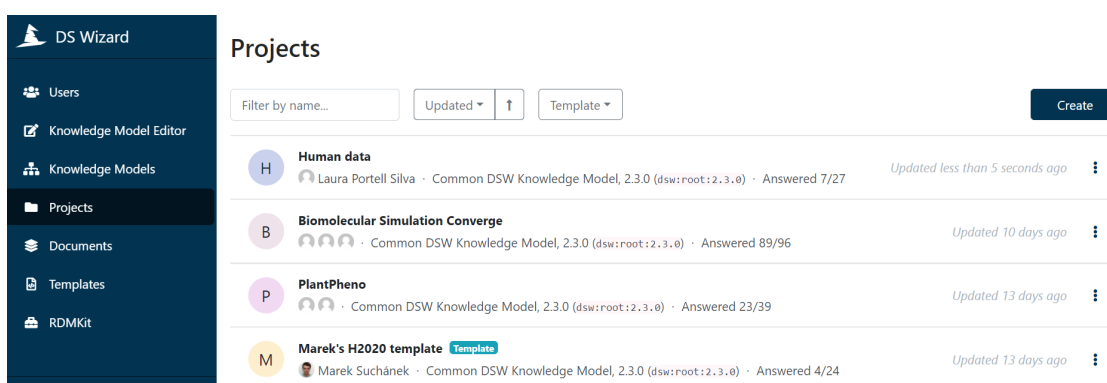 DS Wizard
Users
Knowledge Model Editor
Knowledge Models
Projects
Documents
Templates
RDMKit
Projects
Filter by name...
Updated
Template
Create
H
Human data
Laura Portell Silva · Common DSW Knowledge Model, 2.3.0 (dsw:root:2.3.0) · Answered 7/27
Updated less than 5 seconds ago
B
Biomolecular Simulation Converge
· Common DSW Knowledge Model, 2.3.0 (dsw:root:2.3.0) · Answered 89/96
Updated 10 days ago
P
PlantPheno
· Common DSW Knowledge Model, 2.3.0 (dsw:root:2.3.0) · Answered 23/39
Updated 13 days ago
M
Marek's H2020 template Template
Marek Suchánek · Common DSW Knowledge Model, 2.3.0 (dsw:root:2.3.0) · Answered 4/24
Updated 13 days ago